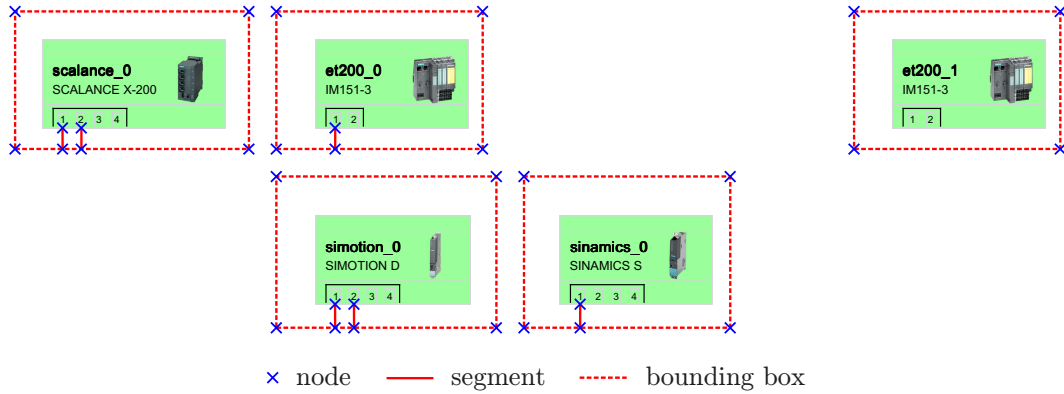 scalance_0
SCALANCE X-200
1 2 3 4
et200_0
IM151-3
1 2
et200_1
IM151-3
1 2
simotion_0
SIMOTION D
1 2 3 4
sinamics_0
SINAMICS S
1 2 3 4
node segment bounding box